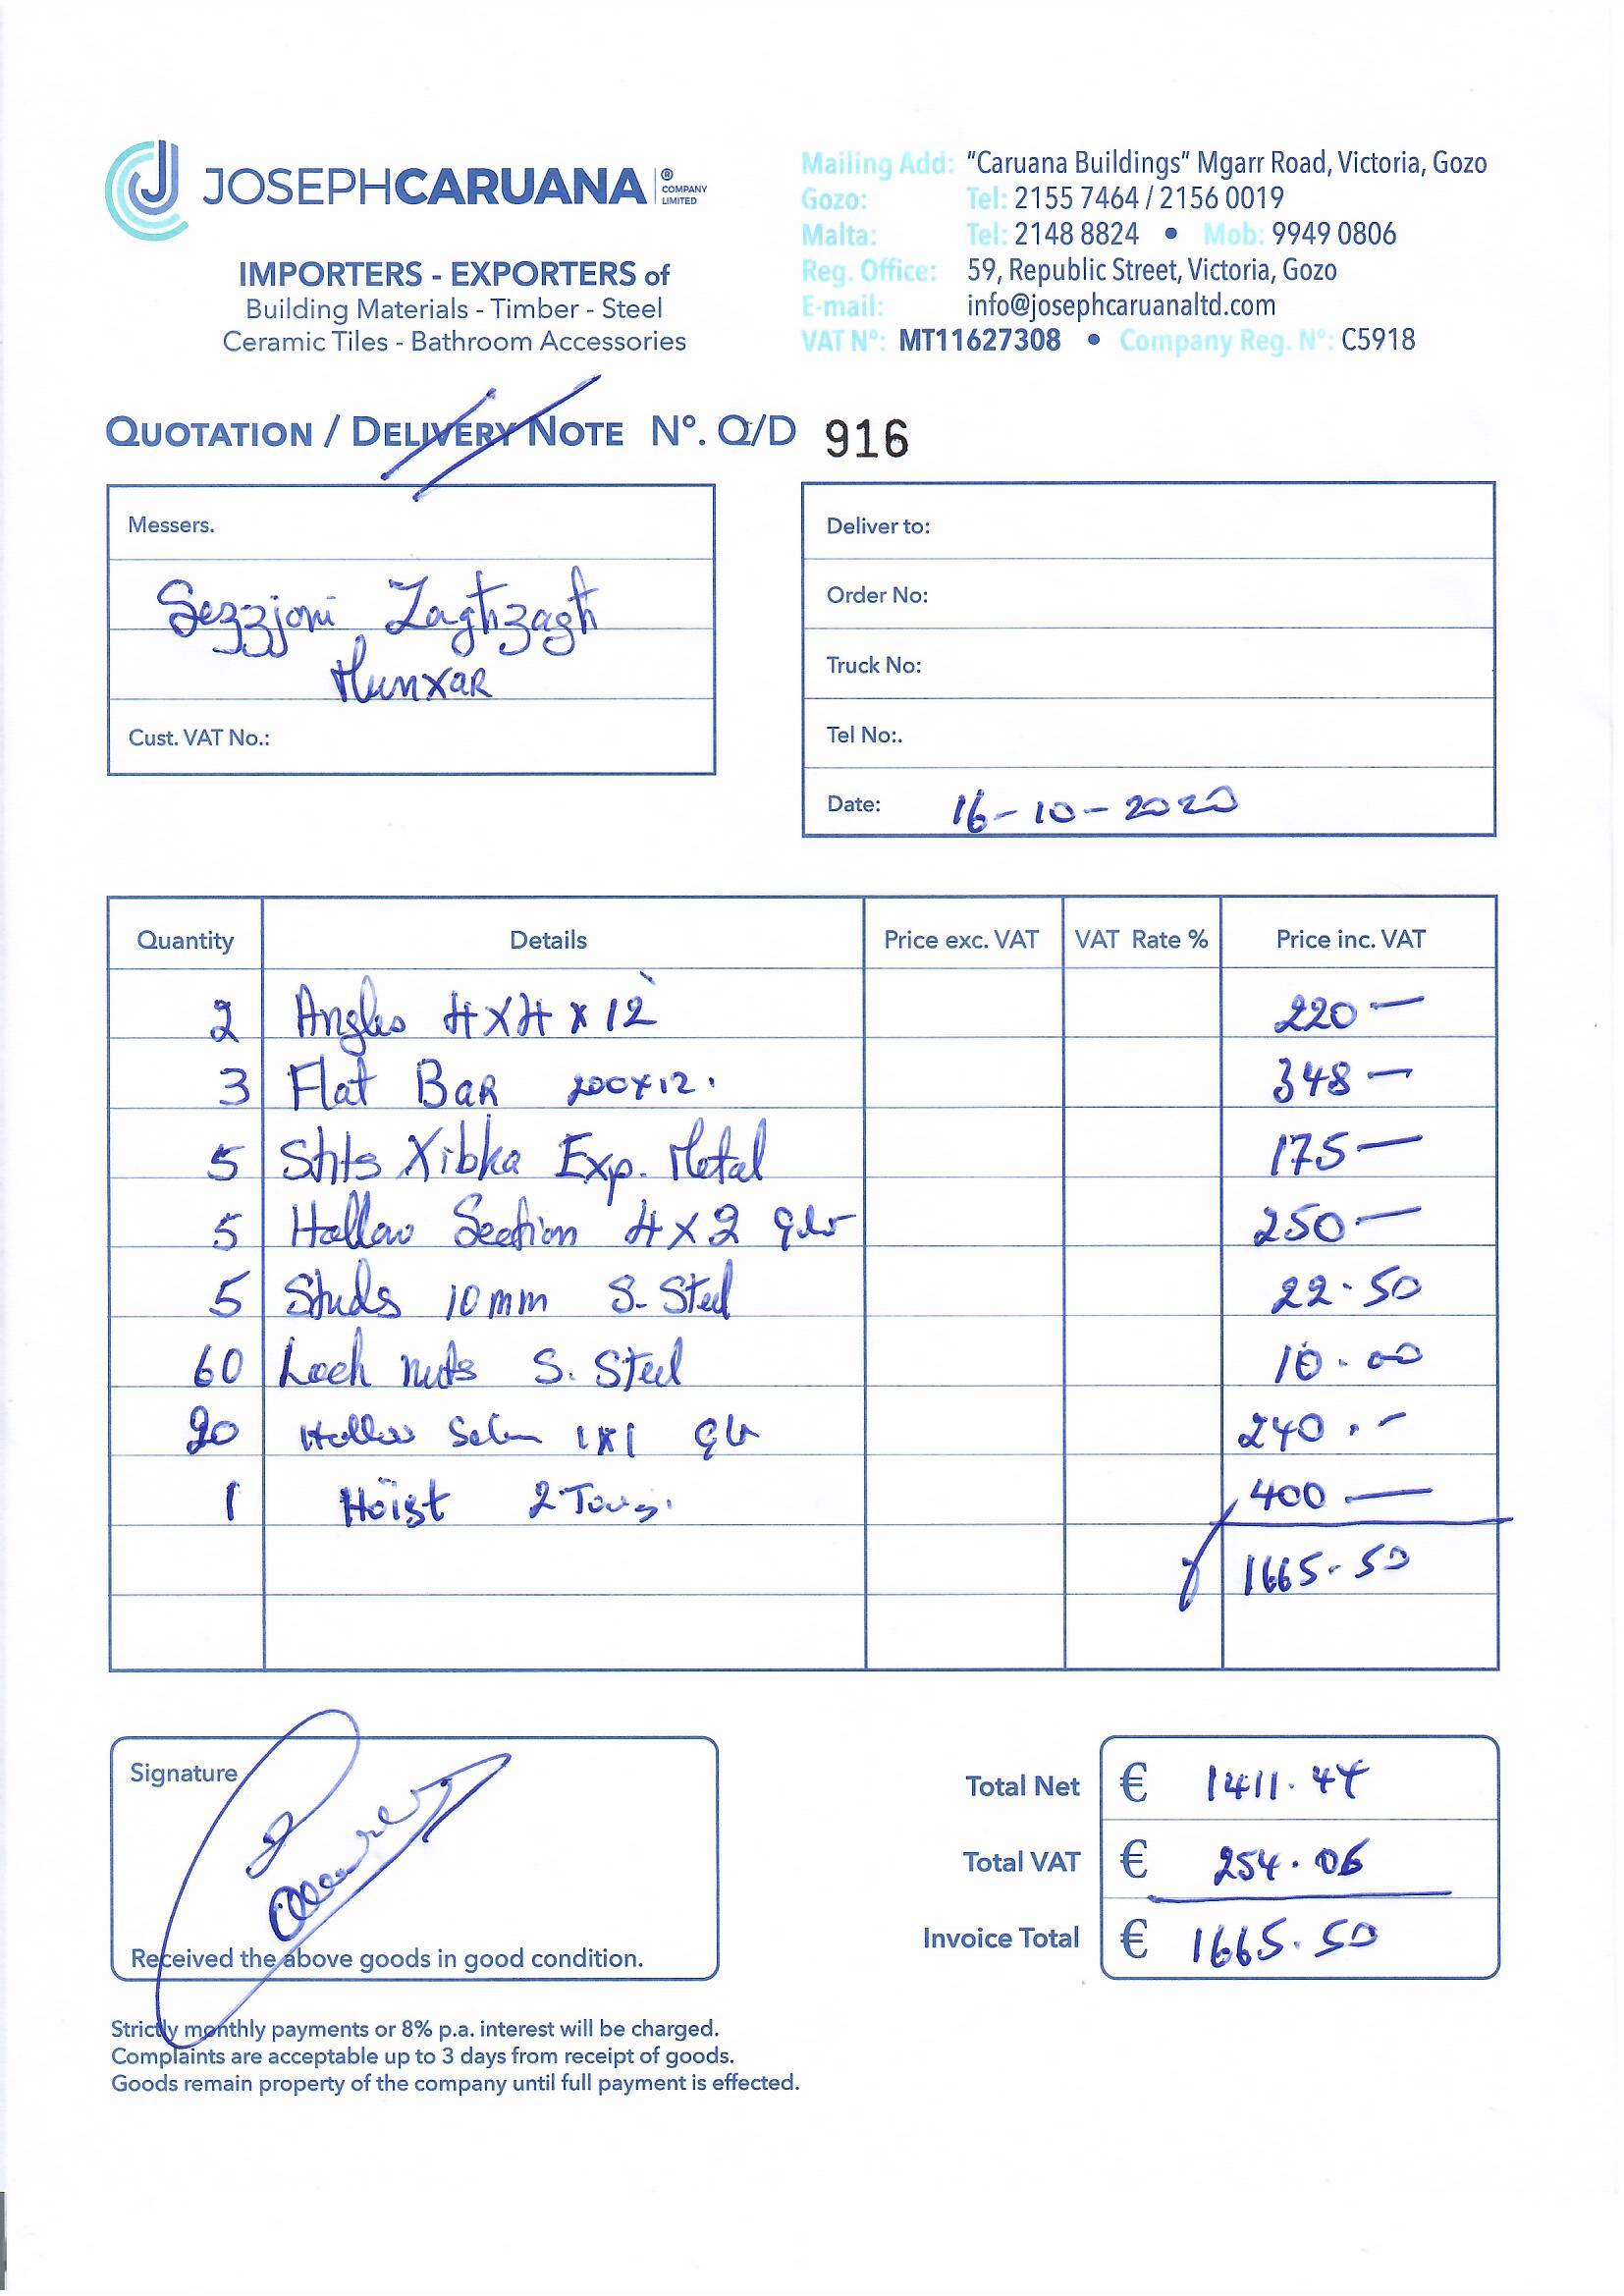 JOSEPHCARUANA ® COMPANY LIMITED
IMPORTERS - EXPORTERS of
Building Materials - Timber - Steel
Ceramic Tiles - Bathroom Accessories
Mailing Add: "Caruana Buildings" Mgarr Road, Victoria, Gozo
Gozo: Tel: 2155 7464 / 2156 0019
Malta: Tel: 2148 8824 • Mob: 9949 0806
Reg. Office: 59, Republic Street, Victoria, Gozo
E-mail: info@josephcaruanaltd.com
VAT Nº: MT11627308 • Company Reg. Nº: C5918
QUOTATION / DELIVERY NOTE Nº. Q/D 916
Messers.
Sezzjoni Zagħzagħ
Munxar
Cust. VAT No.:
Deliver to:
Order No:
Truck No:
Tel No:.
Date: 16-10-2020
Quantity Details Price exc. VAT VAT Rate % Price inc. VAT
2 Angles 4x4x12 220 —
3 Flat Bar 200x12. 348 —
5 Shts Xibka Exp. Metal 175 —
5 Hollow Section 4x2 250 —
5 Studs 10mm S. Steel 22.50
60 Lock nuts S. Steel 10.00
20 Hollow 1x1 240.-
1 Hoist 2 Tons. 400 —
1665.50
Signature
Received the above goods in good condition.
Total Net € 1411.44
Total VAT € 254.06
Invoice Total € 1665.50
Strictly monthly payments or 8% p.a. interest will be charged.
Complaints are acceptable up to 3 days from receipt of goods.
Goods remain property of the company until full payment is effected.